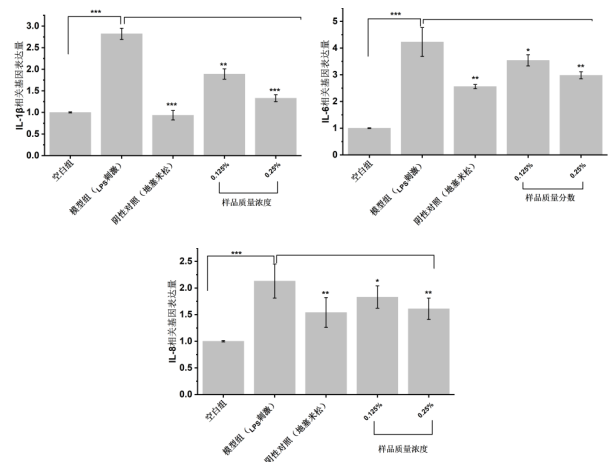 IL-1β相关基因表达量
3.0
2.5
2.0
1.5
1.0
0.5
0.0
***
***
**
***
空白组
模型组（LPS刺激）
阴性对照（地塞米松）
0.125%
0.25%
样品质量浓度
IL-6相关基因表达量
6
5
4
3
2
1
0
***
**
*
**
空白组
模型组（LPS刺激）
阴性对照（地塞米松）
0.125%
0.25%
样品质量分数
IL-8相关基因表达量
2.5
2.0
1.5
1.0
0.5
0.0
***
**
*
**
空白组
模型组（LPS刺激）
阴性对照（地塞米松）
0.125%
0.25%
样品质量浓度